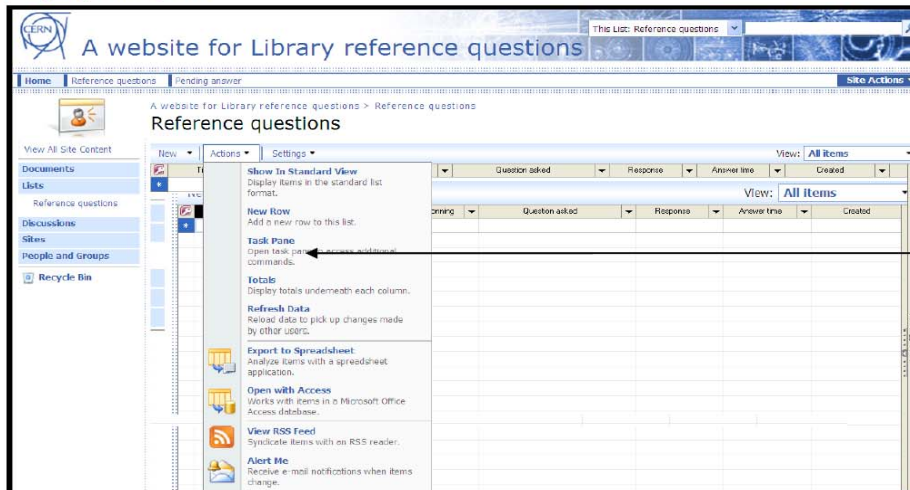 CERN
A website for Library reference questions
This List: Reference questions
Home Reference questions Pending answer
Site Actions
A website for Library reference questions > Reference questions
Reference questions
View All Site Content
Documents
Lists
Reference questions
Discussions
Sites
People and Groups
Recycle Bin
New Actions Settings View: All items
Question asked Response Answer time Created
View: All items
Question asked Response Answer time Created
Show In Standard View
Display items in the standard list
format.
New Row
Add a new row to this list.
Task Pane
Open task pane to access additional
commands.
Totals
Display totals underneath each column.
Refresh Data
Reload data to pick up changes made
by other users.
Export to Spreadsheet
Analyze items with a spreadsheet
application.
Open with Access
Works with items in a Microsoft Office
Access database.
View RSS Feed
Syndicate items with an RSS reader.
Alert Me
Receive e-mail notifications when items
change.